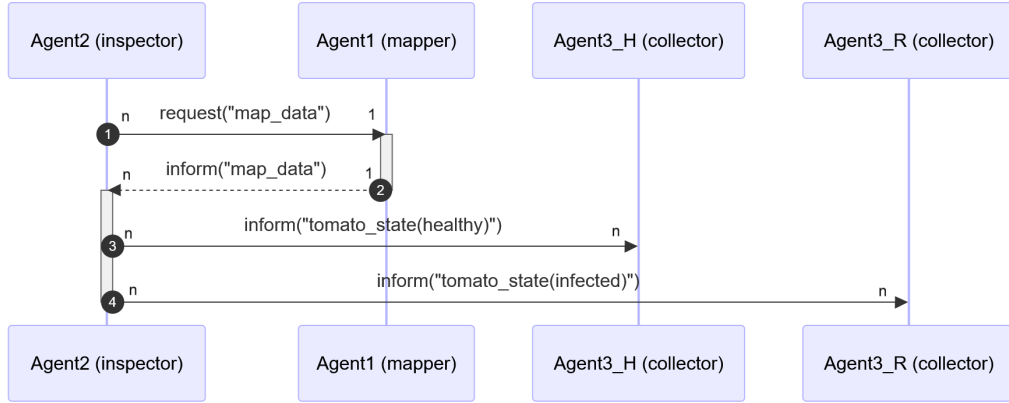 Agent2 (inspector) Agent1 (mapper) Agent3_H (collector) Agent3_R (collector)
n request("map_data") 1
1
n inform("map_data") 1
2
inform("tomato_state(healthy)")
3 n n
inform("tomato_state(infected)")
4 n n
Agent2 (inspector) Agent1 (mapper) Agent3_H (collector) Agent3_R (collector)